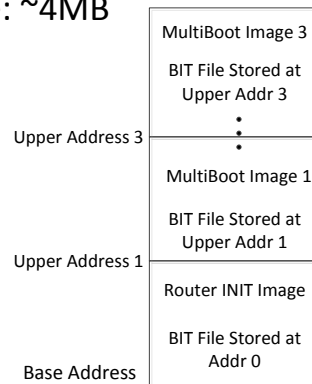 : ~4MB
MultiBoot Image 3
BIT File Stored at
Upper Addr 3
Upper Address 3
MultiBoot Image 1
BIT File Stored at
Upper Addr 1
Upper Address 1
Router INIT Image
BIT File Stored at
Addr 0
Base Address